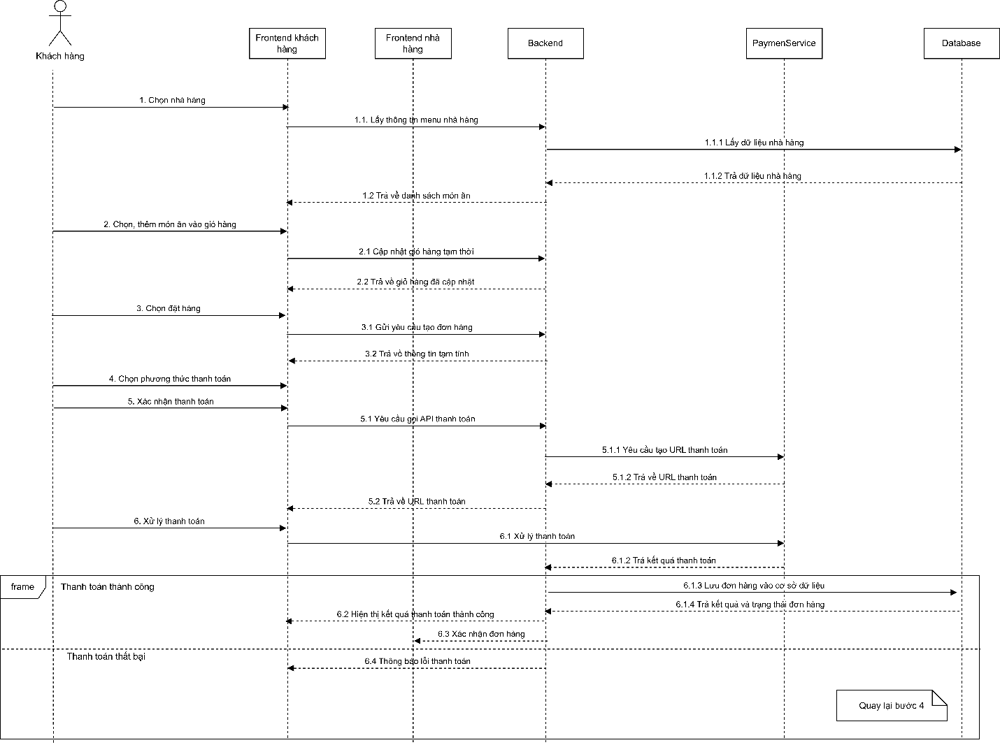 Khách hàng
Frontend khách
hàng
Frontend nhà
hàng
Backend
PaymenService
Database
1. Chọn nhà hàng
1.1. Lấy thông tin menu nhà hàng
1.1.1 Lấy dữ liệu nhà hàng
1.1.2 Trả dữ liệu nhà hàng
1.2 Trả về danh sách món ăn
2. Chọn, thêm món ăn vào giỏ hàng
2.1 Cập nhật giỏ hàng tạm thời
2.2 Trả về giỏ hàng đã cập nhật
3. Chọn đặt hàng
3.1 Gửi yêu cầu tạo đơn hàng
3.2 Trả về thông tin tạm tính
4. Chọn phương thức thanh toán
5. Xác nhận thanh toán
5.1 Yêu cầu gọi API thanh toán
5.1.1 Yêu cầu tạo URL thanh toán
5.1.2 Trả về URL thanh toán
5.2 Trả về URL thanh toán
6. Xử lý thanh toán
6.1 Xử lý thanh toán
6.1.2 Trả kết quả thanh toán
frame
Thanh toán thành công
6.1.3 Lưu đơn hàng vào cơ sở dữ liệu
6.1.4 Trả kết quả và trạng thái đơn hàng
6.2 Hiện thị kết quả thanh toán thành công
6.3 Xác nhận đơn hàng
Thanh toán thất bại
6.4 Thông báo lỗi thanh toán
Quay lại bước 4